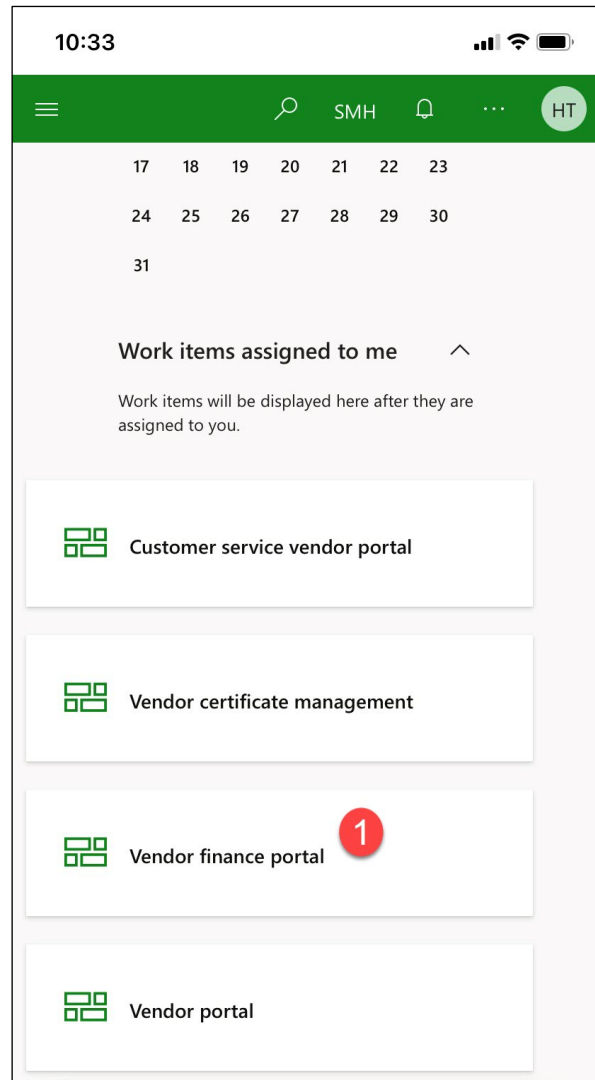 10:33
SMH HT
17 18 19 20 21 22 23
24 25 26 27 28 29 30
31
Work items assigned to me
Work items will be displayed here after they are
assigned to you.
Customer service vendor portal
Vendor certificate management
1
Vendor finance portal
Vendor portal